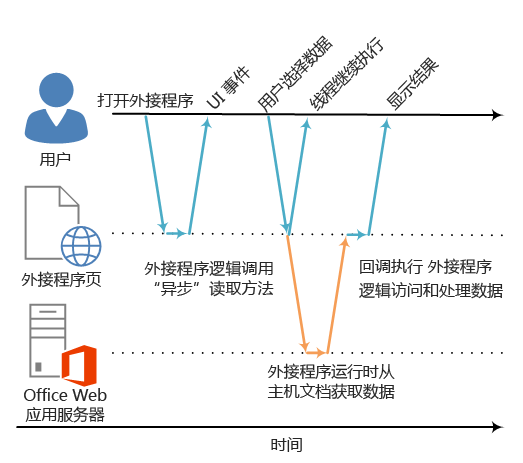 打开外接程序
UI 事件
用户选择数据
线程继续执行
显示结果
用户
外接程序页
外接程序逻辑调用
“异步”读取方法
回调执行 外接程序
逻辑访问和处理数据
外接程序运行时从
主机文档获取数据
Office Web
应用服务器
时间